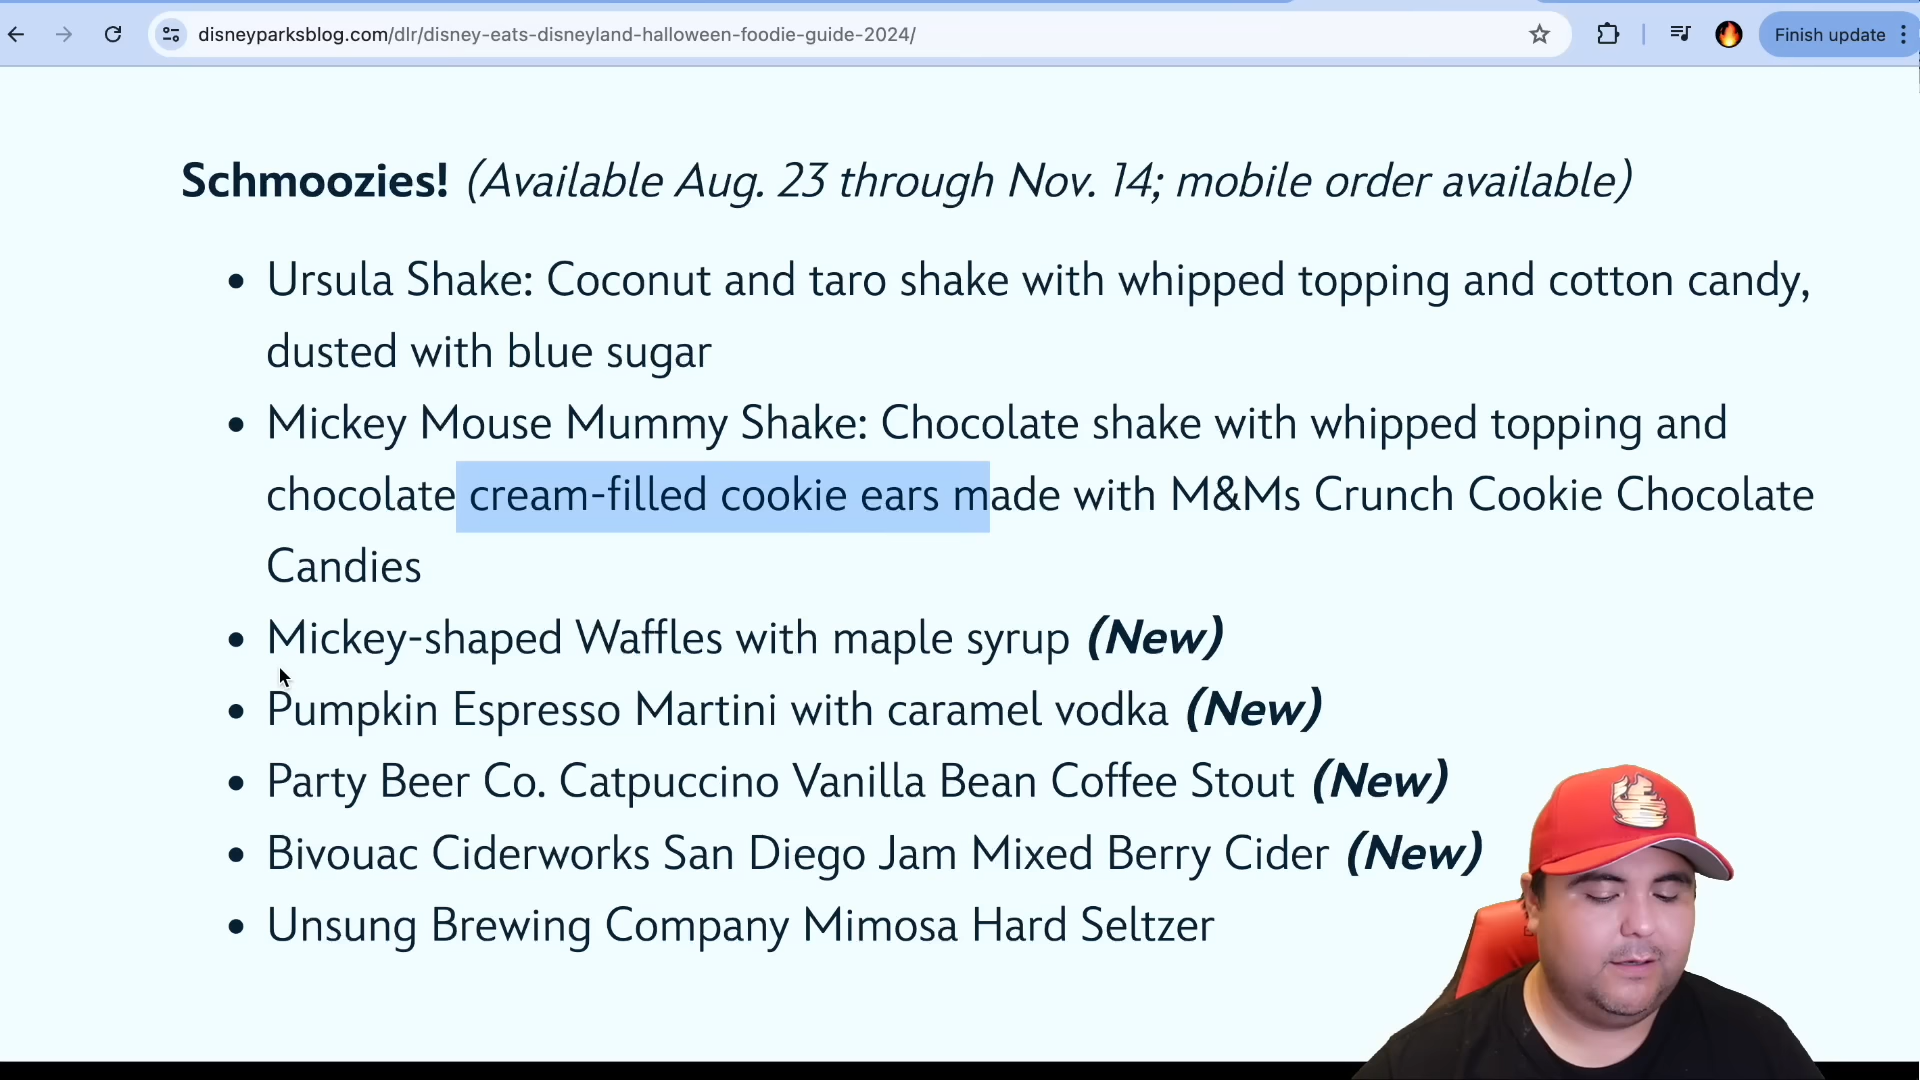 disneyparksblog.com/dlr/disney-eats-disneyland-halloween-foodie-guide-2024/
Finish update
Schmoozies! (Available Aug. 23 through Nov. 14; mobile order available)
• Ursula Shake: Coconut and taro shake with whipped topping and cotton candy,
dusted with blue sugar
• Mickey Mouse Mummy Shake: Chocolate shake with whipped topping and
chocolate cream-filled cookie ears made with M&Ms Crunch Cookie Chocolate
Candies
• Mickey-shaped Waffles with maple syrup (New)
• Pumpkin Espresso Martini with caramel vodka (New)
• Party Beer Co. Catpuccino Vanilla Bean Coffee Stout (New)
• Bivouac Ciderworks San Diego Jam Mixed Berry Cider (New)
• Unsung Brewing Company Mimosa Hard Seltzer